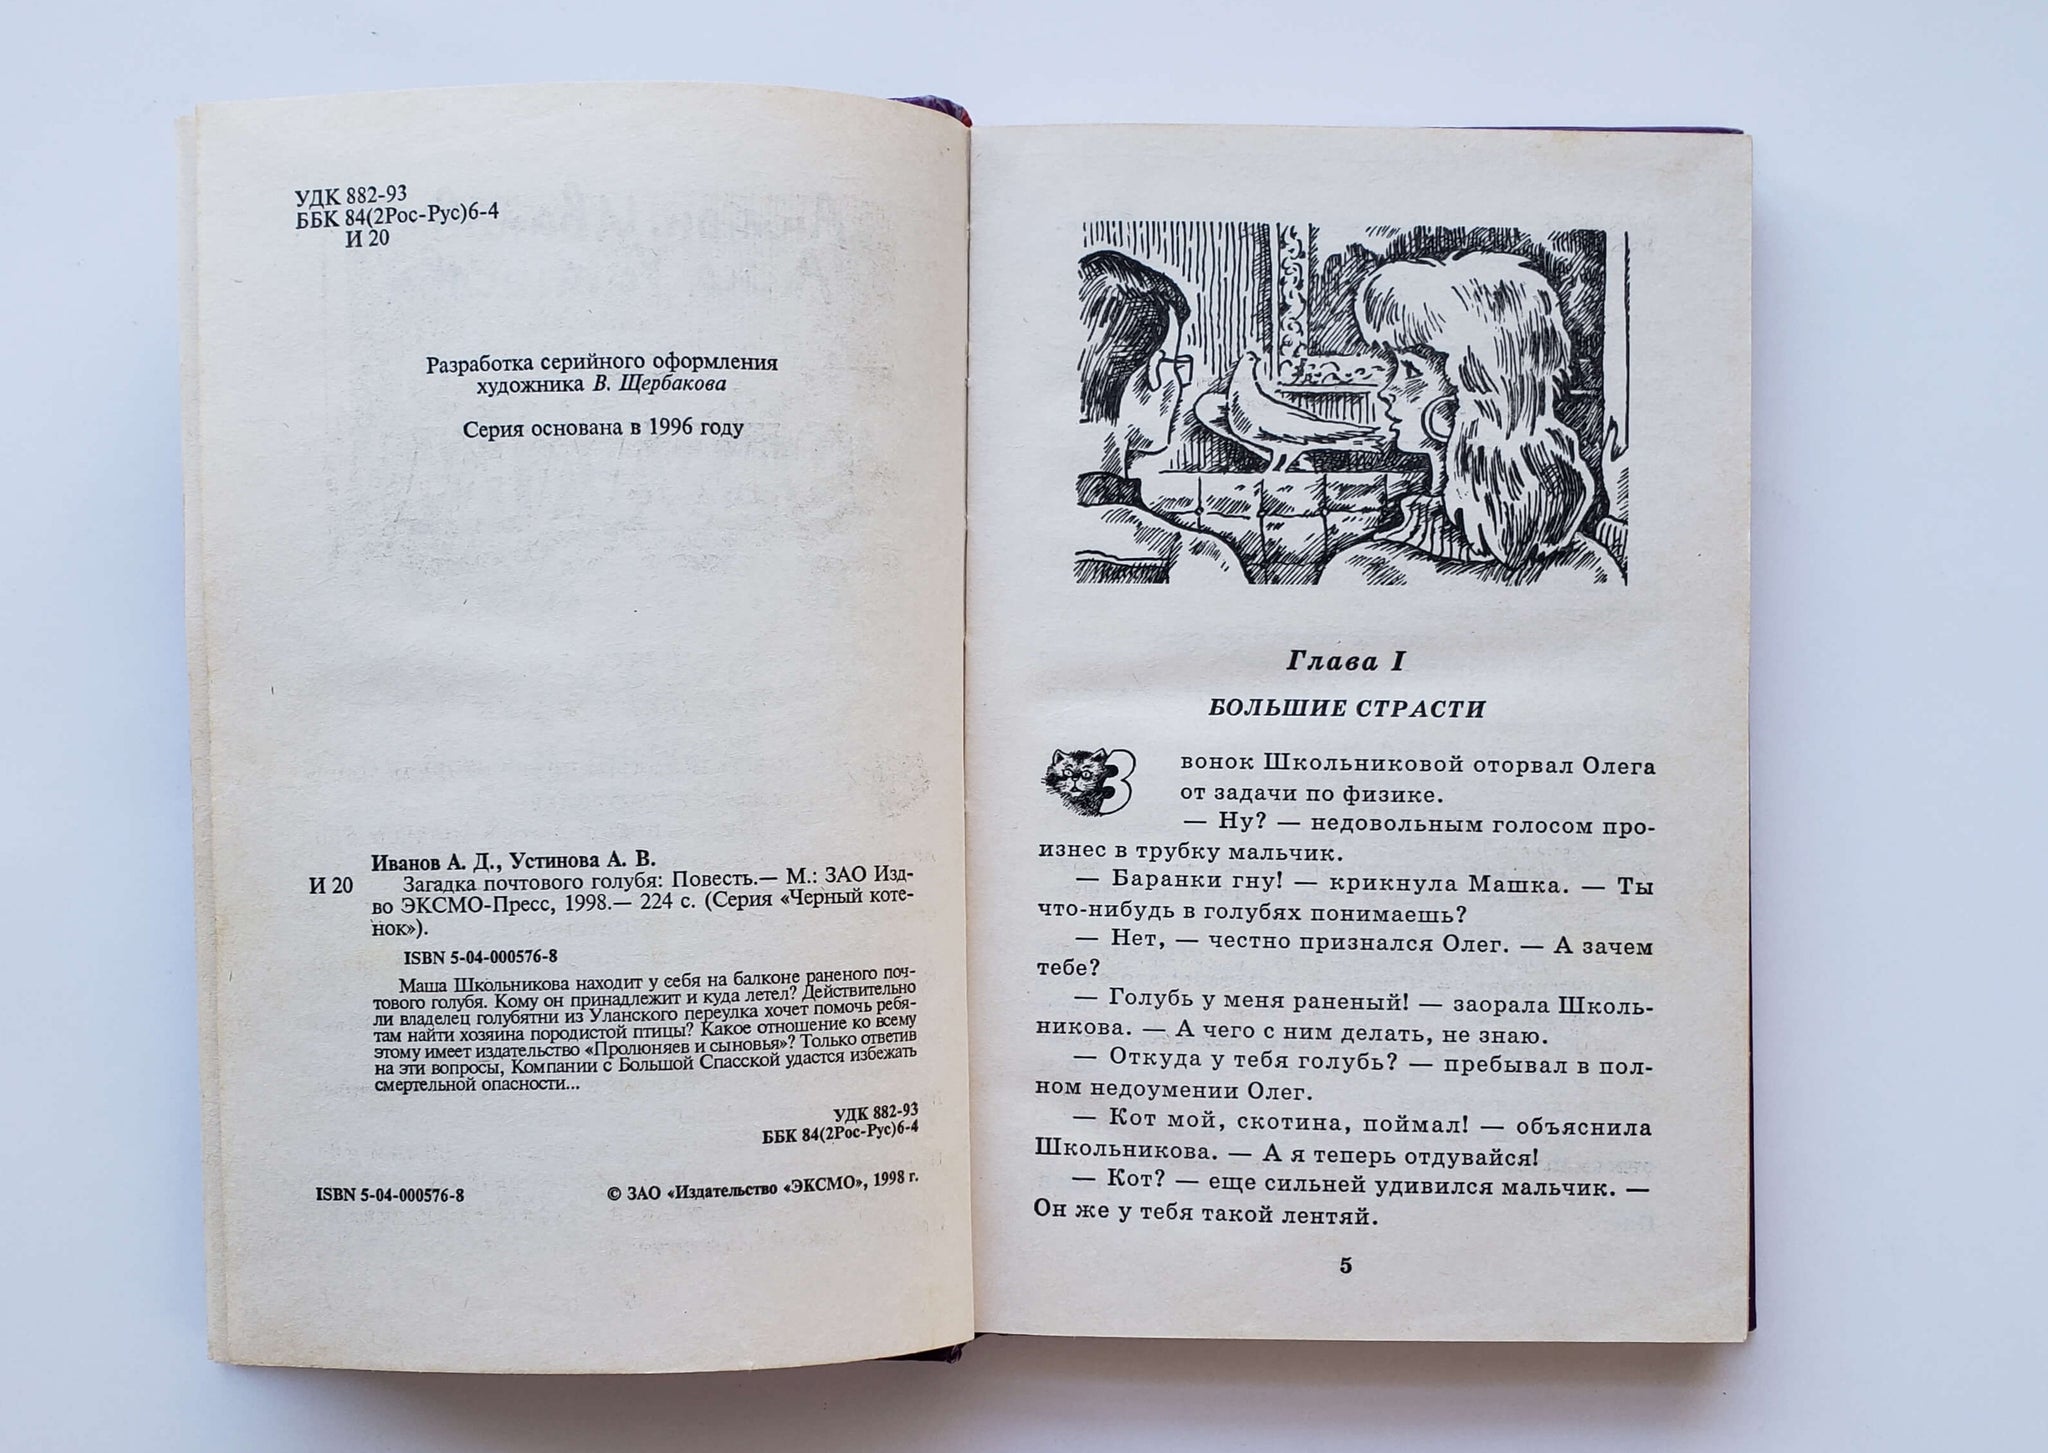 УДК 882-93
ББК 84(2Рос-Рус)6-4
И 20
Разработка серийного оформления
художника В. Щербакова
Серия основана в 1996 году
Иванов А. Д., Устинова А. В.
И 20 Загадка почтового голубя: Повесть.— М.: ЗАО Изд-
во ЭКСМО-Пресс, 1998.— 224 с. (Серия «Черный коте-
нок»).
ISBN 5-04-000576-8
Маша Школьникова находит у себя на балконе раненого поч-
тового голубя. Кому он принадлежит и куда летел? Действительно
ли владелец голубятни из Уланского переулка хочет помочь ребя-
там найти хозяина породистой птицы? Какое отношение ко всему
этому имеет издательство «Пролюняев и сыновья»? Только ответив
на эти вопросы, Компании с Большой Спасской удастся избежать
смертельной опасности...
УДК 882-93
ББК 84(2Рос-Рус)6-4
ISBN 5-04-000576-8 © ЗАО «Издательство «ЭКСМО», 1998 г.
Глава I
БОЛЬШИЕ СТРАСТИ
Звонок Школьниковой оторвал Олега
от задачи по физике.
— Ну? — недовольным голосом про-
изнес в трубку мальчик.
— Баранки гну! — крикнула Машка. — Ты
что-нибудь в голубях понимаешь?
— Нет, — честно признался Олег. — А зачем
тебе?
— Голубь у меня раненый! — заорала Школь-
никова. — А чего с ним делать, не знаю.
— Откуда у тебя голубь? — пребывал в пол-
ном недоумении Олег.
— Кот мой, скотина, поймал! — объяснила
Школьникова. — А я теперь отдувайся!
— Кот? — еще сильней удивился мальчик. —
Он же у тебя такой лентяй.
5